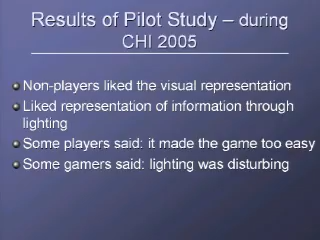 Results of Pilot Study – during
CHI 2005
Non-players liked the visual representation
Liked representation of information through
lighting
Some players said: it made the game too easy
Some gamers said: lighting was disturbing